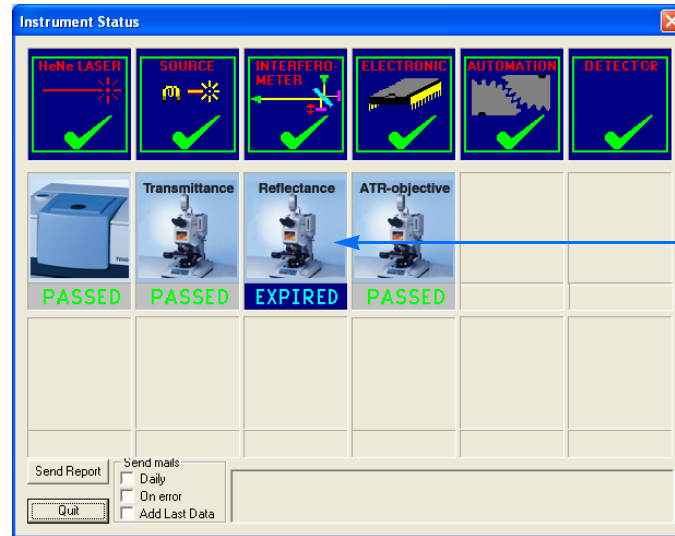 Instrument Status
HeNe LASER
SOURCE
INTERFERO-
METER
ELECTRONIC
AUTOMATION
DETECTOR
Transmittance
Reflectance
ATR-objective
PASSED
PASSED
EXPIRED
PASSED
Send Report
Send mails
Daily
On error
Add Last Data
Quit